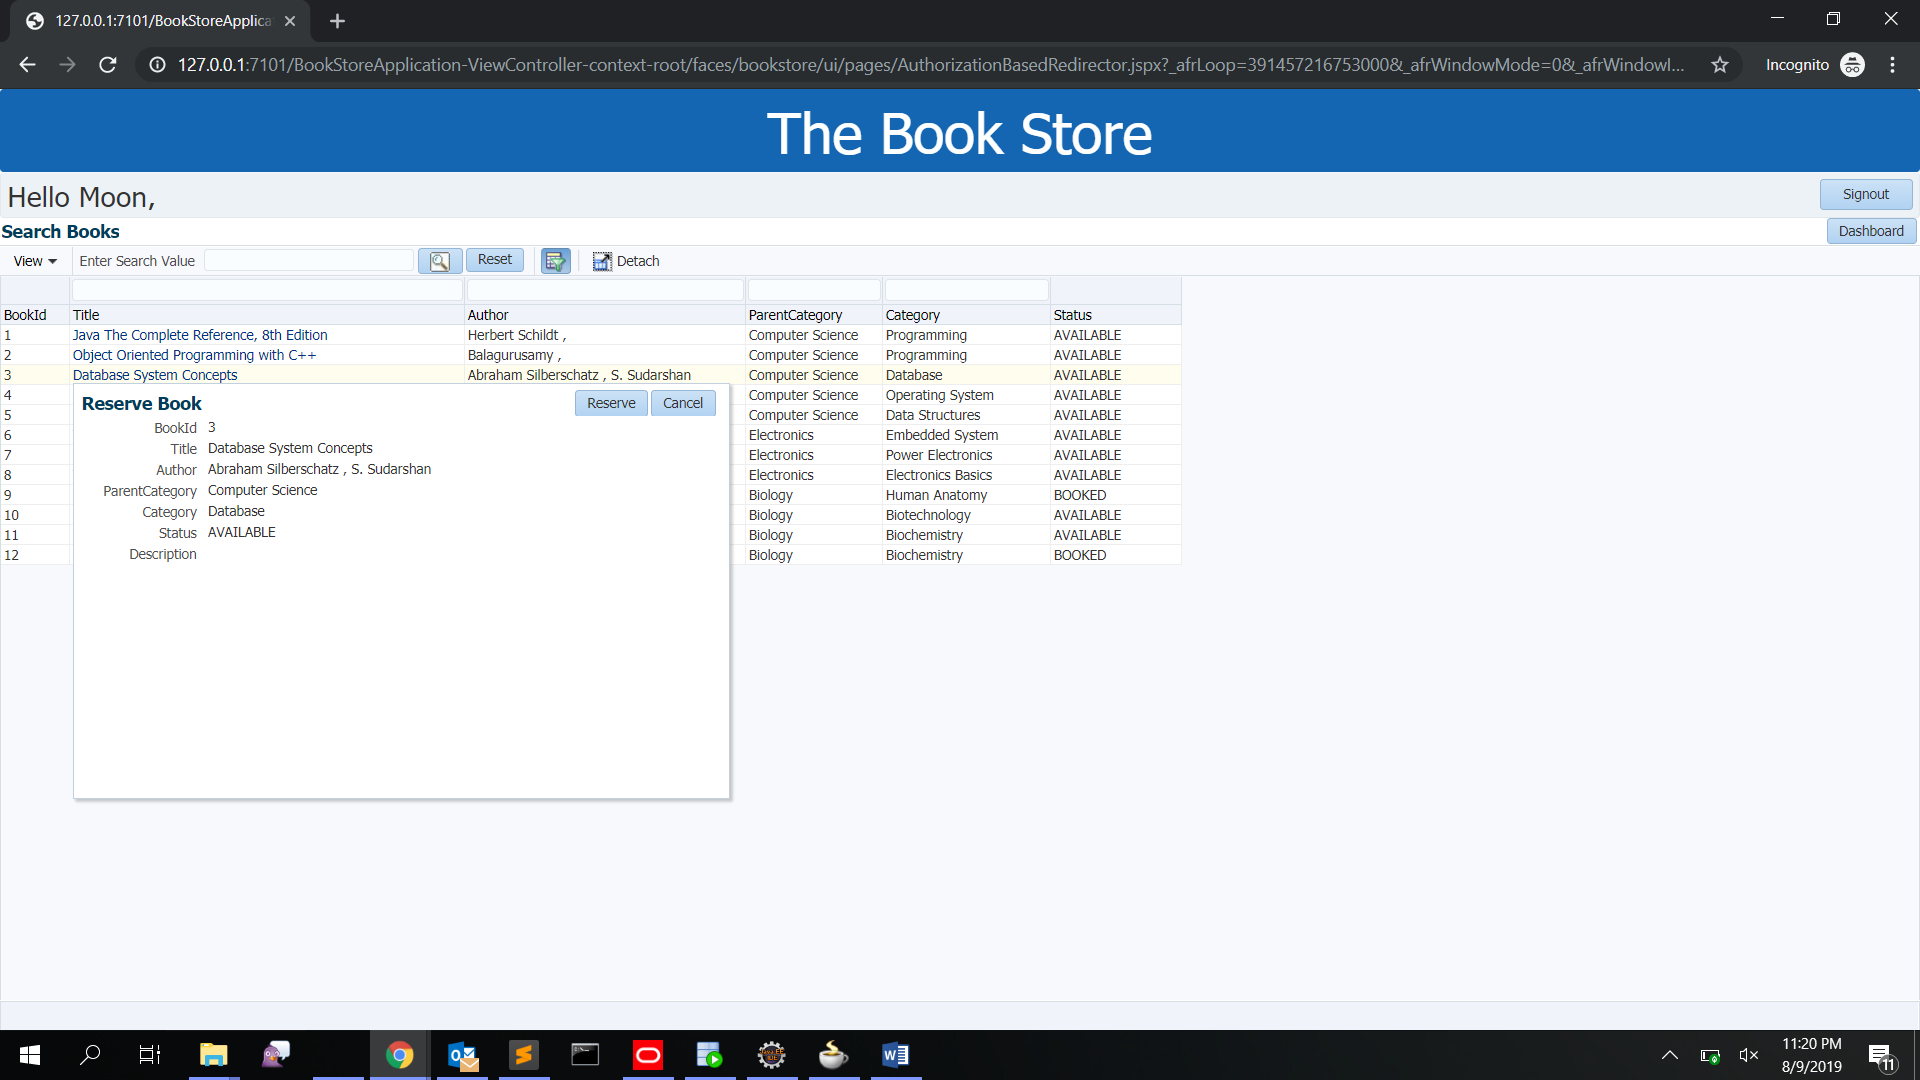 127.0.0.1:7101/BookStoreApplica
127.0.0.1:7101/BookStoreApplication-ViewController-context-root/faces/bookstore/ui/pages/AuthorizationBasedRedirector.jspx?_afrLoop=391457216753000&_afrWindowMode=0&_afrWindowI... Incognito
The Book Store
Hello Moon, Signout
Search Books Dashboard
View Enter Search Value Reset Detach
BookId Title Author ParentCategory Category Status
1 Java The Complete Reference, 8th Edition Herbert Schildt , Computer Science Programming AVAILABLE
2 Object Oriented Programming with C++ Balagurusamy , Computer Science Programming AVAILABLE
3 Database System Concepts Abraham Silberschatz , S. Sudarshan Computer Science Database AVAILABLE
4 Computer Science Operating System AVAILABLE
5 Computer Science Data Structures AVAILABLE
6 Electronics Embedded System AVAILABLE
7 Electronics Power Electronics AVAILABLE
8 Electronics Electronics Basics AVAILABLE
9 Biology Human Anatomy BOOKED
10 Biology Biotechnology AVAILABLE
11 Biology Biochemistry AVAILABLE
12 Biology Biochemistry BOOKED
Reserve Book Reserve Cancel
BookId 3
Title Database System Concepts
Author Abraham Silberschatz , S. Sudarshan
ParentCategory Computer Science
Category Database
Status AVAILABLE
Description
11:20 PM
8/9/2019
11